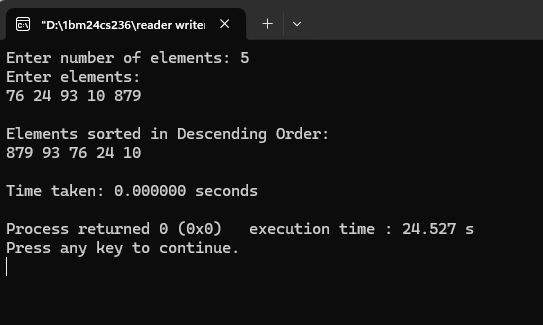 "D:\1bm24cs236\reader writer
Enter number of elements: 5
Enter elements:
76 24 93 10 879
Elements sorted in Descending Order:
879 93 76 24 10
Time taken: 0.000000 seconds
Process returned 0 (0x0)   execution time : 24.527 s
Press any key to continue.